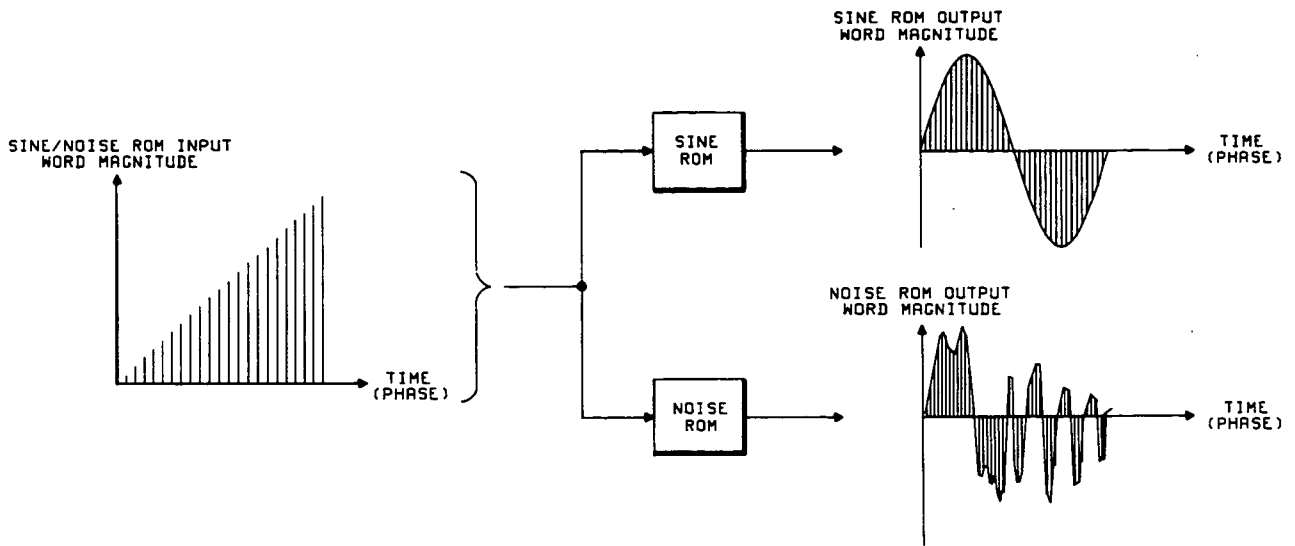 SINE ROM OUTPUT
WORD MAGNITUDE
SINE/NOISE ROM INPUT
WORD MAGNITUDE
TIME
(PHASE)
SINE
ROM
TIME
(PHASE)
NOISE ROM OUTPUT
WORD MAGNITUDE
NOISE
ROM
TIME
(PHASE)